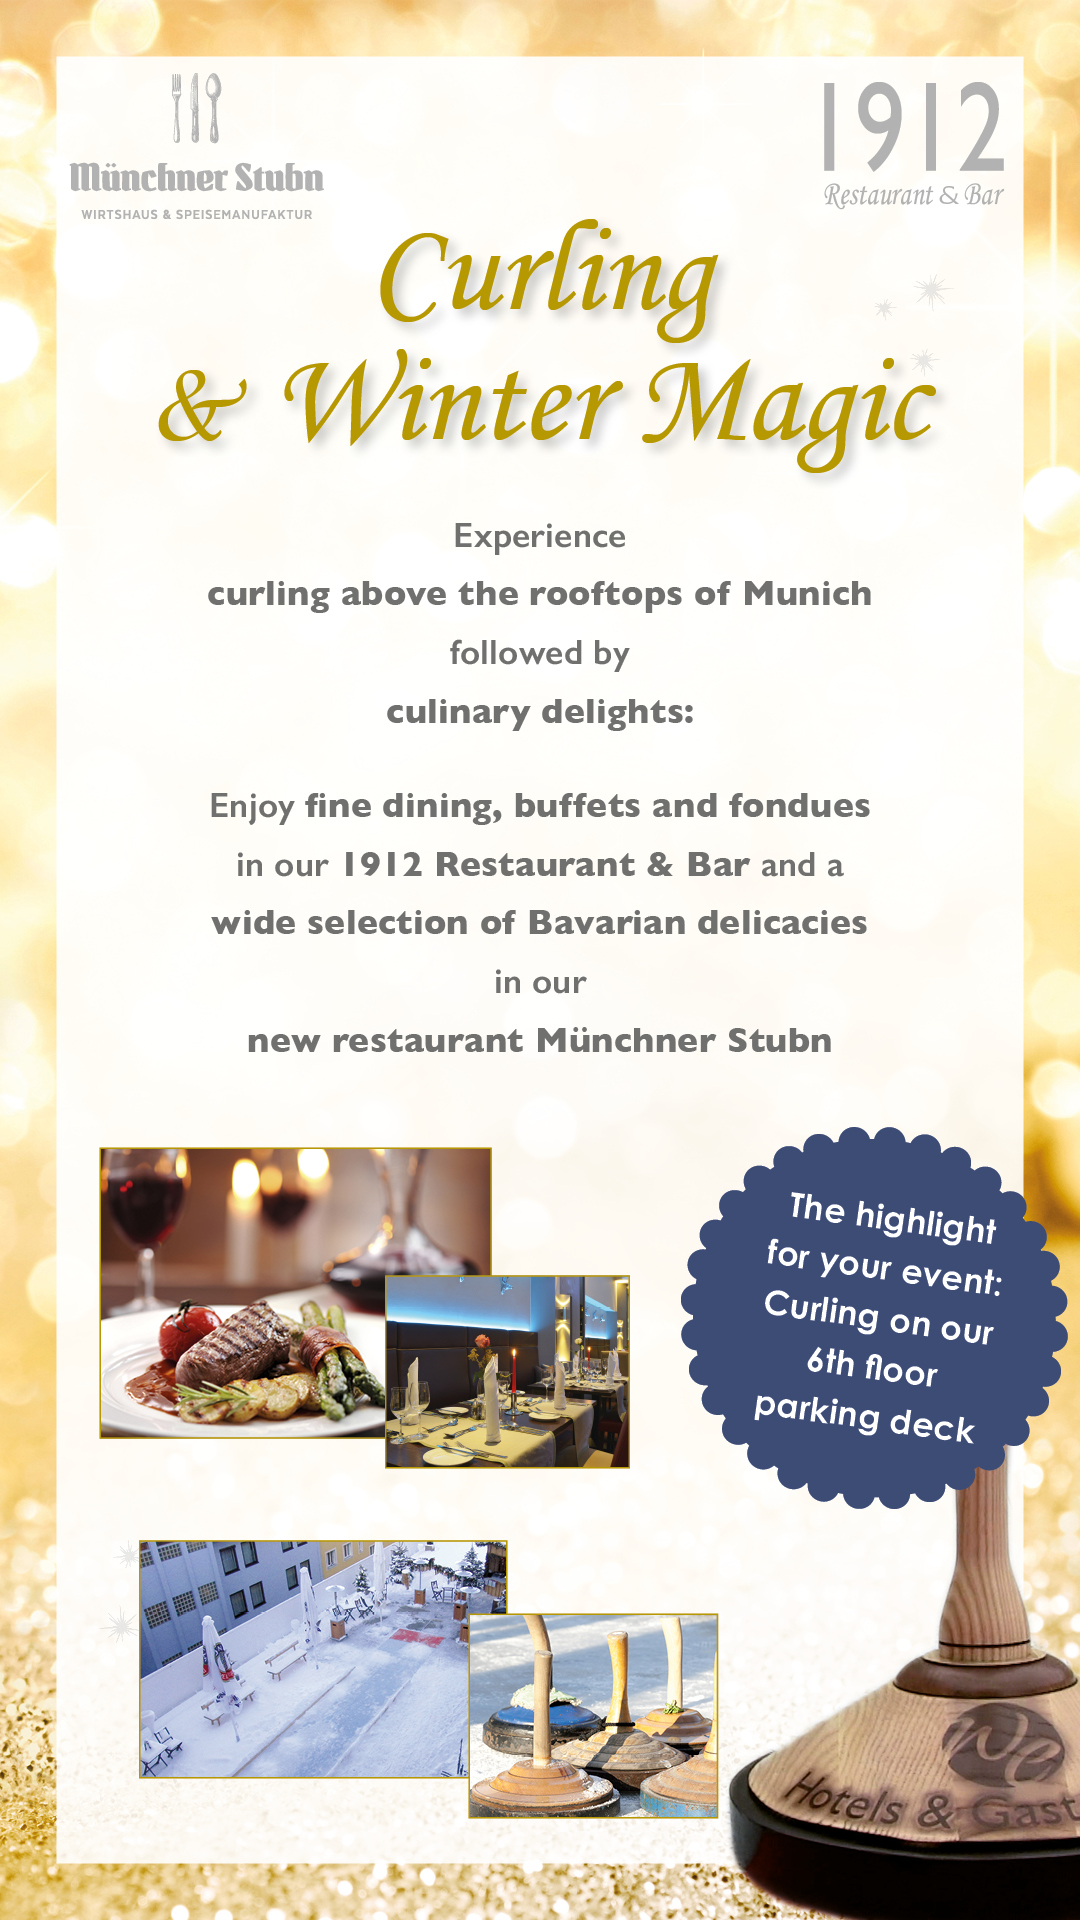 Münchner Stubn
WIRTSHAUS & SPEISEMANUFAKTUR
1912
Restaurant & Bar
Curling
& Winter Magic
Experience
curling above the rooftops of Munich
followed by
culinary delights:
Enjoy fine dining, buffets and fondues
in our 1912 Restaurant & Bar and a
wide selection of Bavarian delicacies
in our
new restaurant Münchner Stubn
The highlight
for your event:
Curling on our
6th floor
parking deck
Hotels & Gast